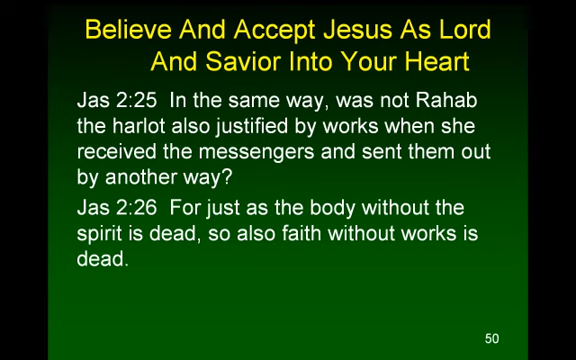 Believe And Accept Jesus As Lord
And Savior Into Your Heart
Jas 2:25 In the same way, was not Rahab
the harlot also justified by works when she
received the messengers and sent them out
by another way?
Jas 2:26 For just as the body without the
spirit is dead, so also faith without works is
dead.
50